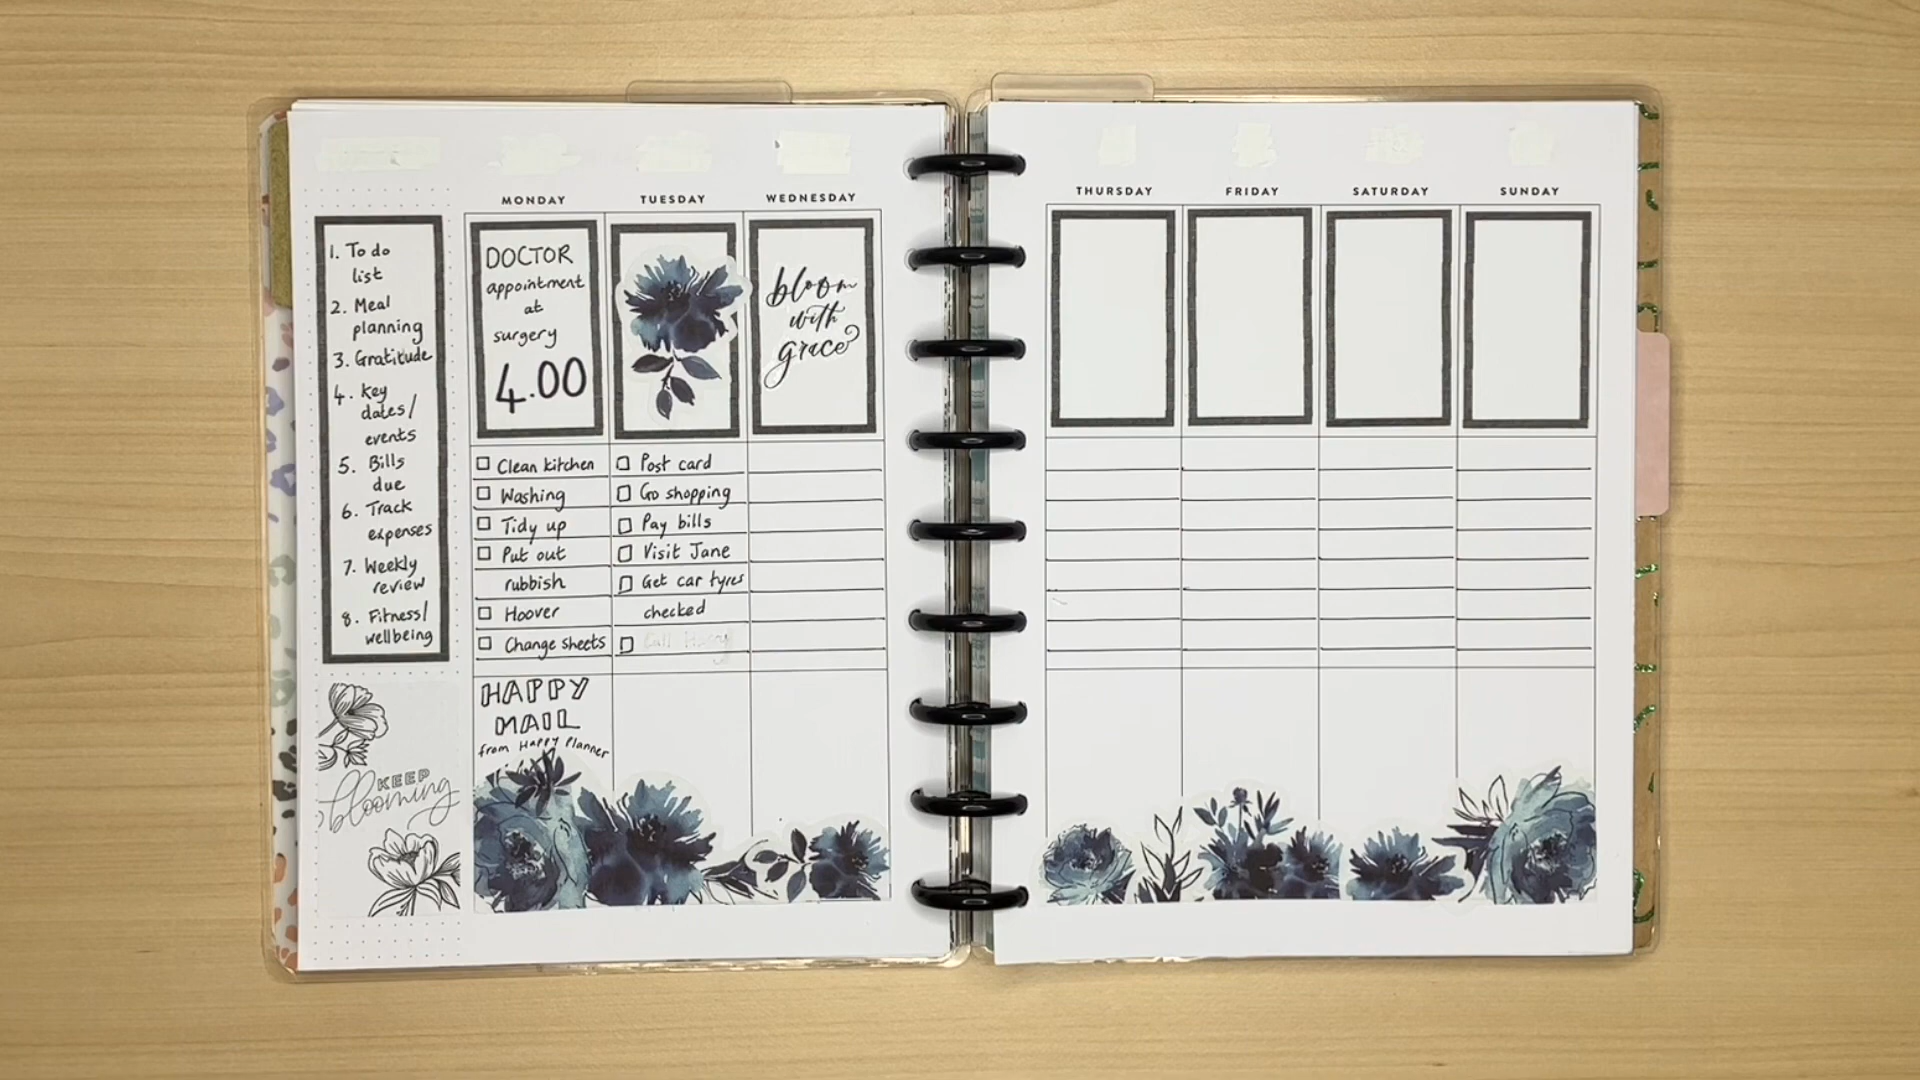 MONDAY
TUESDAY
WEDNESDAY
THURSDAY
FRIDAY
SATURDAY
SUNDAY
1. To do
list
2. Meal
planning
3. Gratitude
4. Key
dates/
events
5. Bills
due
6. Track
expenses
7. Weekly
review
8. Fitness/
wellbeing
KEEP
blooming
DOCTOR
appointment
at
surgery
4.00
Clean kitchen
Washing
Tidy up
Put out
rubbish
Hoover
Change sheets
HAPPY
MAIL
from Happy Planner
Post card
Go shopping
Pay bills
Visit Jane
Get car tyres
checked
Call
bloom
with
grace